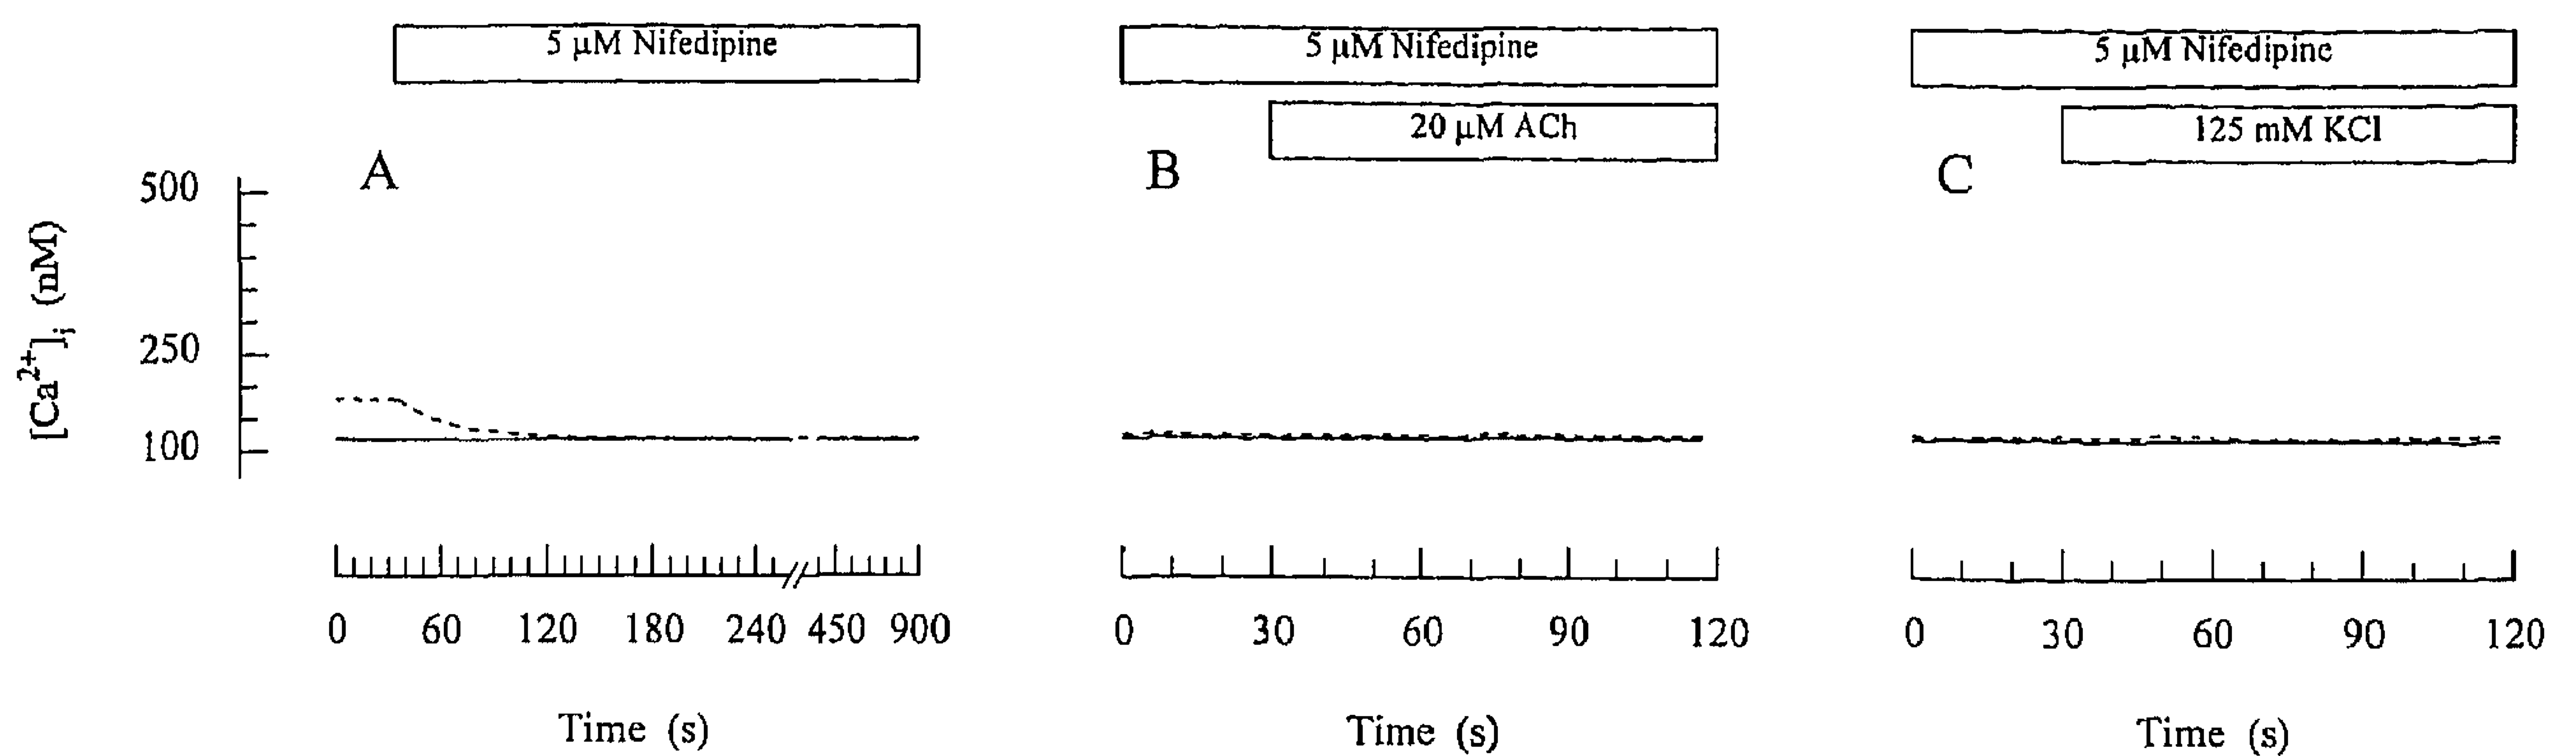 5 μM Nifedipine
5 μM Nifedipine
5 μM Nifedipine
20 μM ACh
125 mM KCl
A
B
C
500
250
100
[Ca²⁺]ᵢ (nM)
0 60 120 180 240 450 900
0 30 60 90 120
0 30 60 90 120
Time (s)
Time (s)
Time (s)